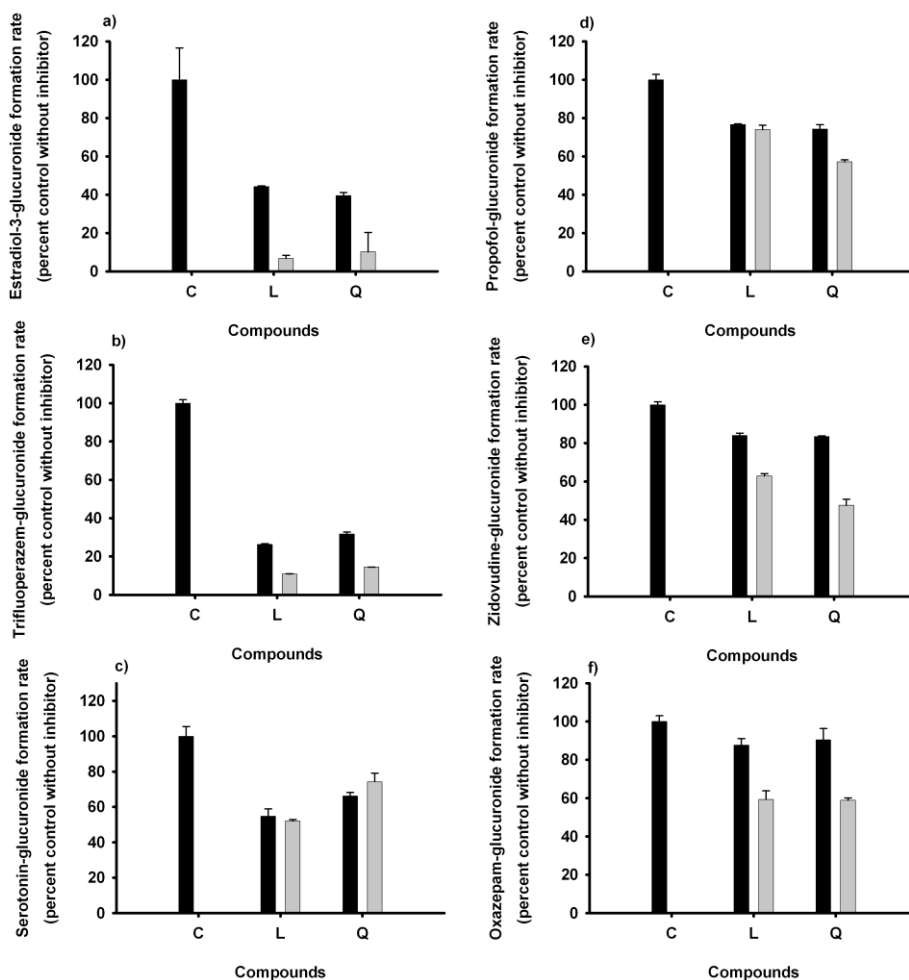 a)
Estradiol-3-glucuronide formation rate
(percent control without inhibitor)
120
100
80
60
40
20
0
C L Q
Compounds
b)
Trifluoperazem-glucuronide formation rate
(percent control without inhibitor)
120
100
80
60
40
20
0
C L Q
Compounds
c)
Serotonin-glucuronide formation rate
(percent control without inhibitor)
120
100
80
60
40
20
0
C L Q
Compounds
d)
Propofol-glucuronide formation rate
(percent control without inhibitor)
120
100
80
60
40
20
0
C L Q
Compounds
e)
Zidovudine-glucuronide formation rate
(percent control without inhibitor)
120
100
80
60
40
20
0
C L Q
Compounds
f)
Oxazepam-glucuronide formation rate
(percent control without inhibitor)
120
100
80
60
40
20
0
C L Q
Compounds